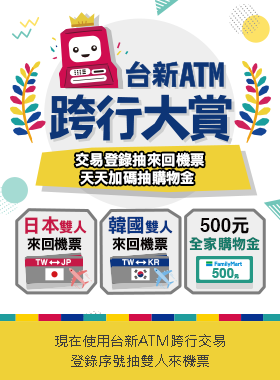 台新ATM
跨行大賞
交易登錄抽來回機票
天天加碼抽購物金
日本雙人
來回機票
TW↔JP
韓國雙人
來回機票
TW↔KR
500元
全家購物金
FamilyMart
500元
現在使用台新ATM跨行交易
登錄序號抽雙人來機票